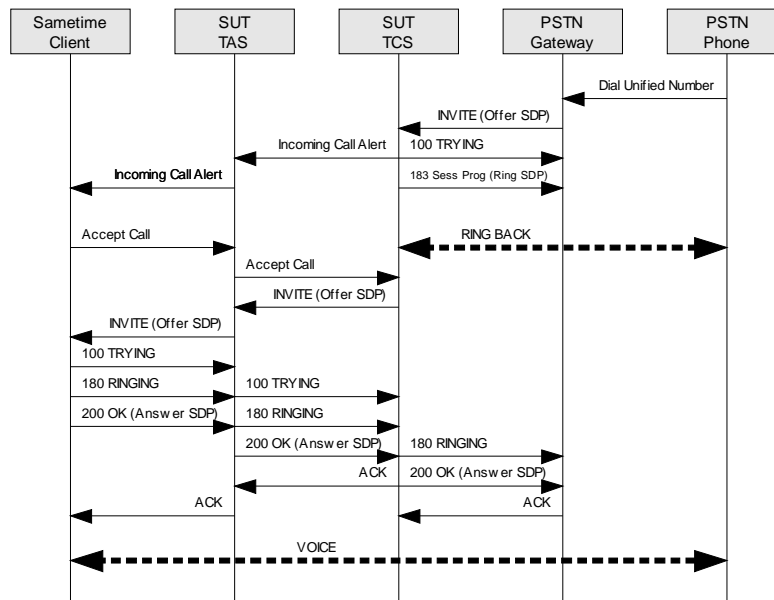 Sametime
Client
SUT
TAS
SUT
TCS
PSTN
Gateway
PSTN
Phone
Dial Unified Number
INVITE (Offer SDP)
Incoming Call Alert
100 TRYING
Incoming Call Alert
183 Sess Prog (Ring SDP)
Accept Call
RING BACK
Accept Call
INVITE (Offer SDP)
INVITE (Offer SDP)
100 TRYING
180 RINGING
100 TRYING
200 OK (Answer SDP)
180 RINGING
200 OK (Answer SDP)
180 RINGING
ACK
200 OK (Answer SDP)
ACK
ACK
VOICE